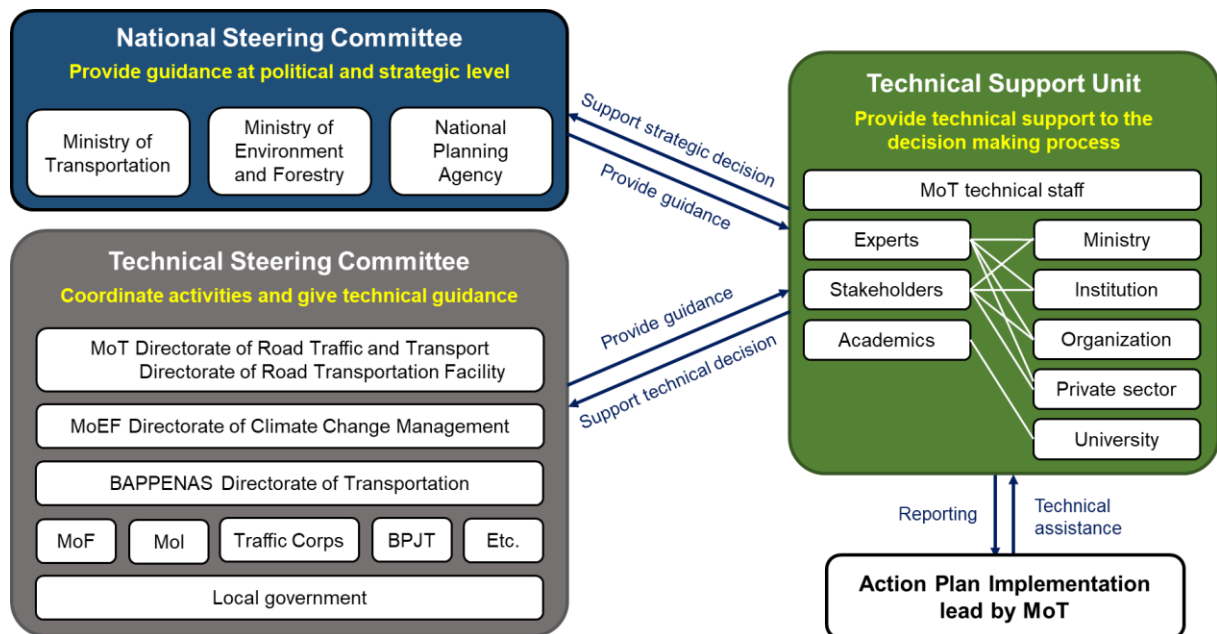 National Steering Committee
Provide guidance at political and strategic level
Ministry of
Transportation
Ministry of
Environment
and Forestry
National
Planning
Agency
Technical Steering Committee
Coordinate activities and give technical guidance
MoT Directorate of Road Traffic and Transport
Directorate of Road Transportation Facility
MoEF Directorate of Climate Change Management
BAPPENAS Directorate of Transportation
MoF
MoI
Traffic Corps
BPJT
Etc.
Local government
Support strategic decision
Provide guidance
Provide guidance
Support technical decision
Technical Support Unit
Provide technical support to the
decision making process
MoT technical staff
Experts
Stakeholders
Academics
Ministry
Institution
Organization
Private sector
University
Reporting
Technical
assistance
Action Plan Implementation
lead by MoT